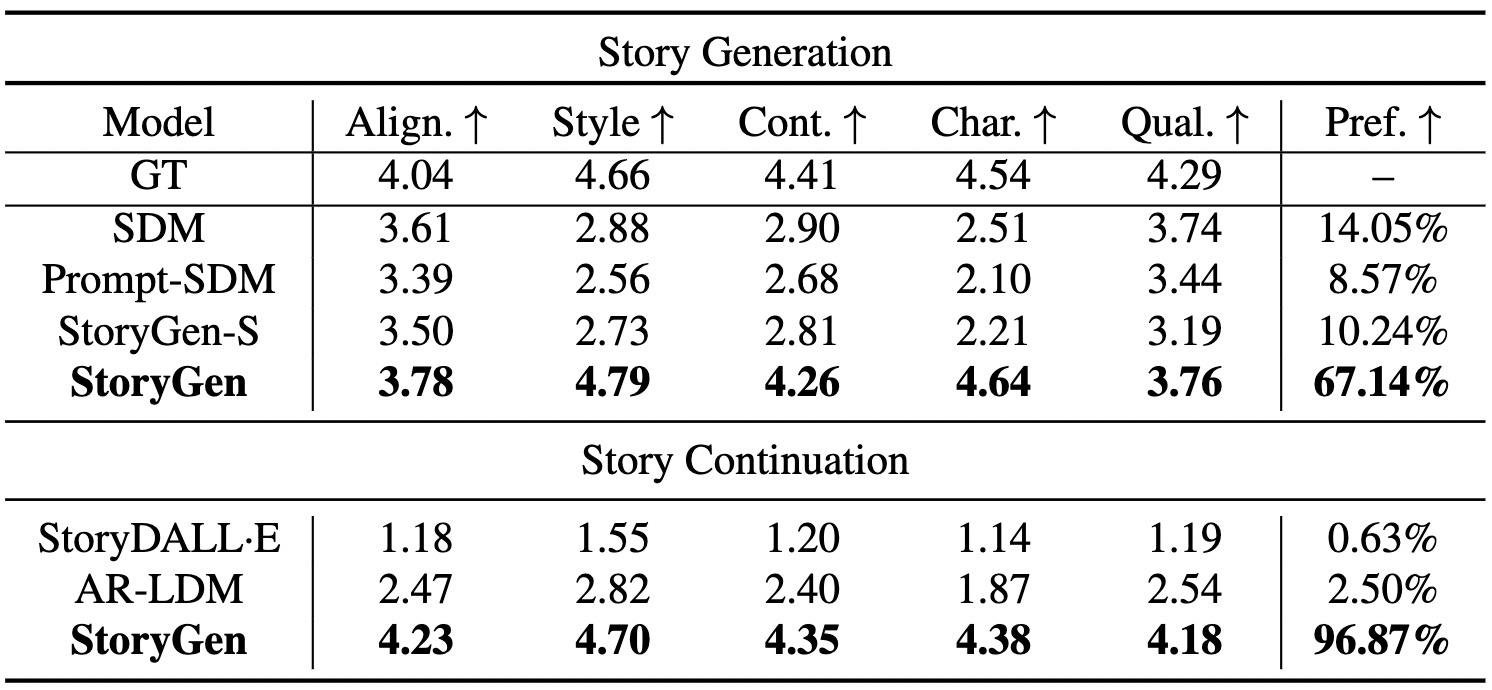 Story Generation
Model Align. ↑ Style ↑ Cont. ↑ Char. ↑ Qual. ↑ Pref. ↑
GT 4.04 4.66 4.41 4.54 4.29 –
SDM 3.61 2.88 2.90 2.51 3.74 14.05%
Prompt-SDM 3.39 2.56 2.68 2.10 3.44 8.57%
StoryGen-S 3.50 2.73 2.81 2.21 3.19 10.24%
StoryGen 3.78 4.79 4.26 4.64 3.76 67.14%
Story Continuation
StoryDALL·E 1.18 1.55 1.20 1.14 1.19 0.63%
AR-LDM 2.47 2.82 2.40 1.87 2.54 2.50%
StoryGen 4.23 4.70 4.35 4.38 4.18 96.87%